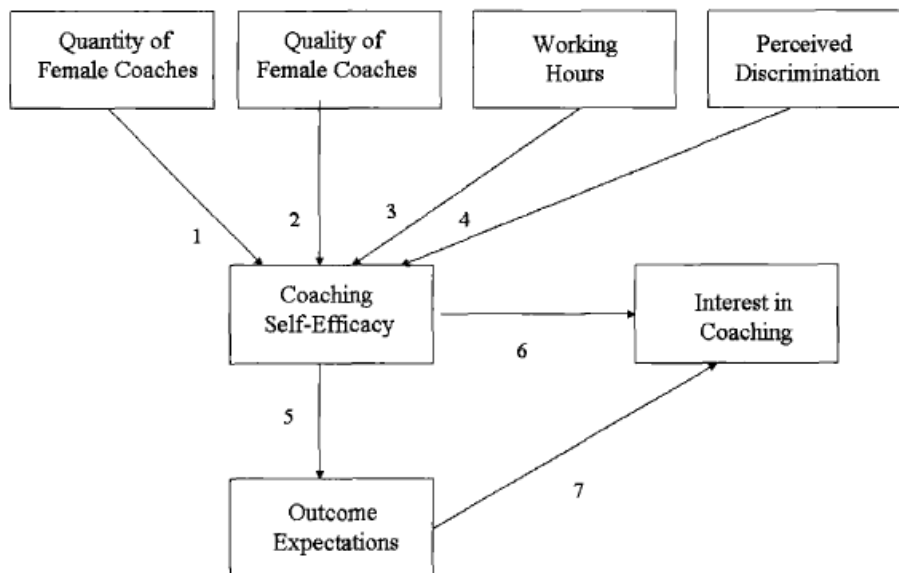 Quantity of
Female Coaches
Quality of
Female Coaches
Working
Hours
Perceived
Discrimination
1
2
3
4
Coaching
Self-Efficacy
6
Interest in
Coaching
5
7
Outcome
Expectations